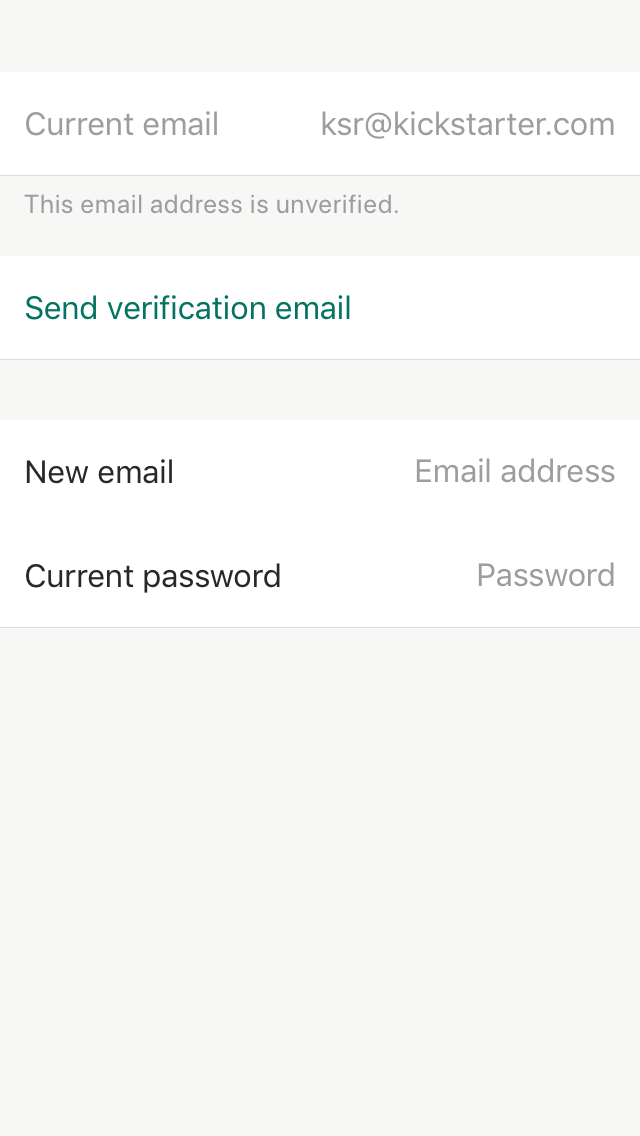 Current email ksr@kickstarter.com
This email address is unverified.
Send verification email
New email Email address
Current password Password